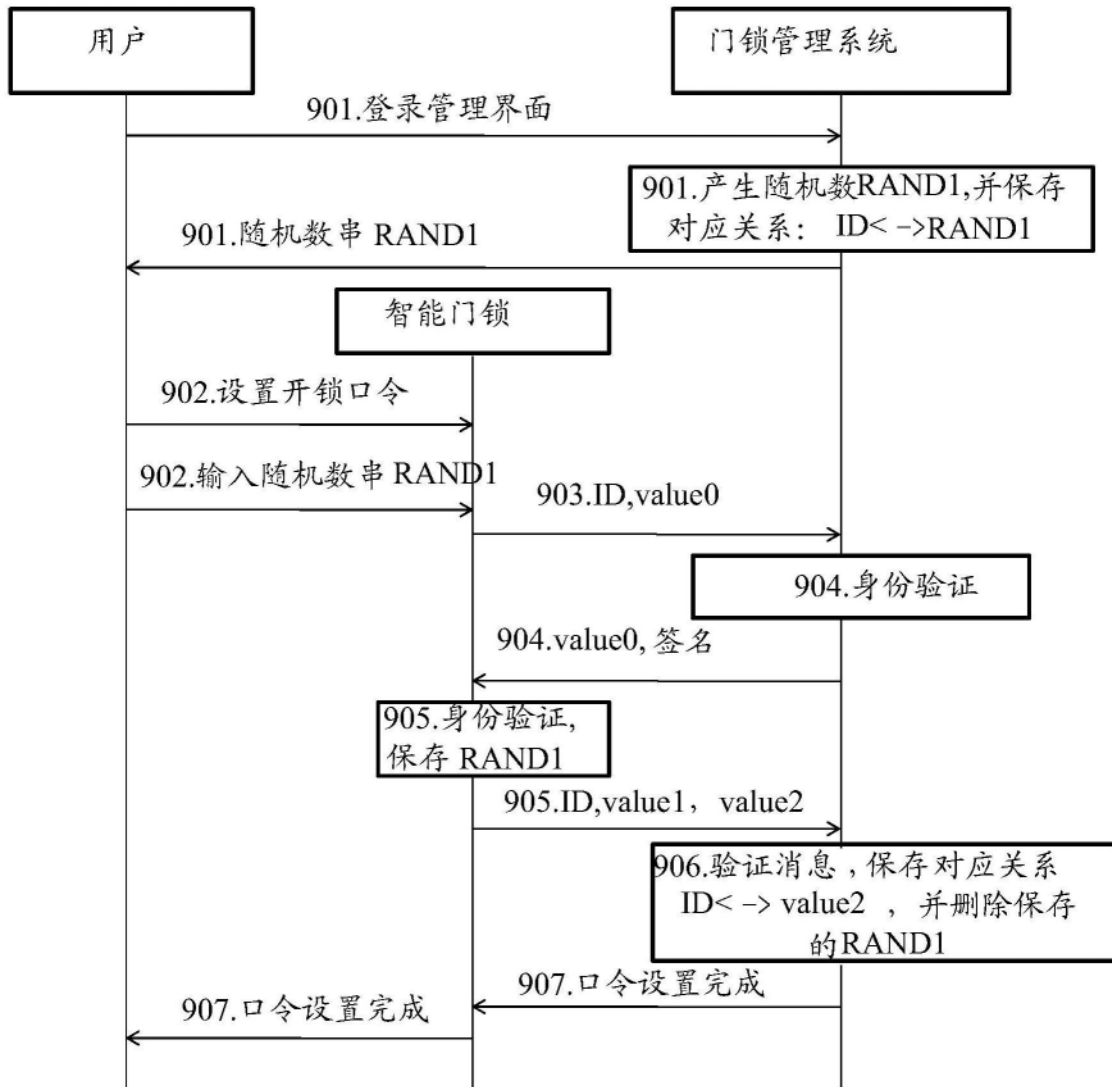 用户
门锁管理系统
901.登录管理界面
901.产生随机数RAND1,并保存
对应关系： ID< ->RAND1
901.随机数串 RAND1
智能门锁
902.设置开锁口令
902.输入随机数串 RAND1
903.ID,value0
904.身份验证
904.value0,签名
905.身份验证,
保存 RAND1
905.ID,value1，value2
906.验证消息，保存对应关系
ID< -> value2 ，并删除保存
的RAND1
907.口令设置完成
907.口令设置完成